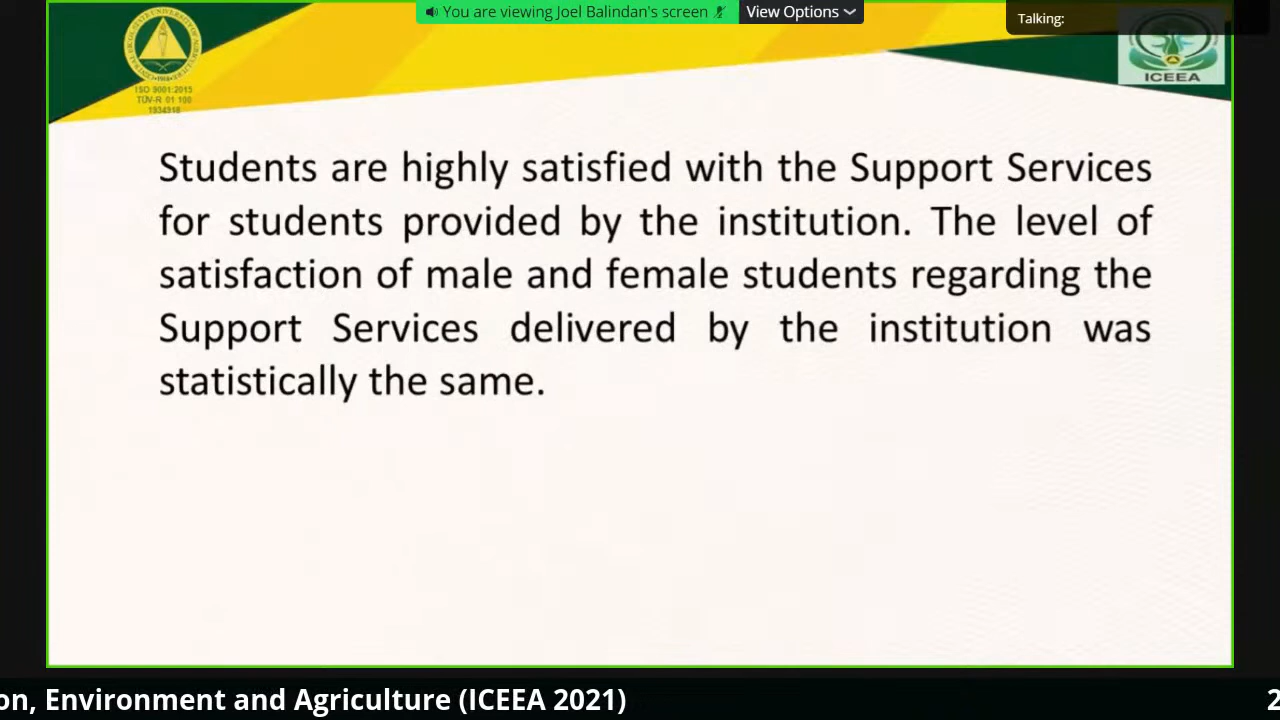 You are viewing Joel Balindan's screen
View Options
Talking:
ISO 9001:2015
TÜV-R 01 100
1934918
ICEEA
Students are highly satisfied with the Support Services
for students provided by the institution. The level of
satisfaction of male and female students regarding the
Support Services delivered by the institution was
statistically the same.
on, Environment and Agriculture (ICEEA 2021)
2